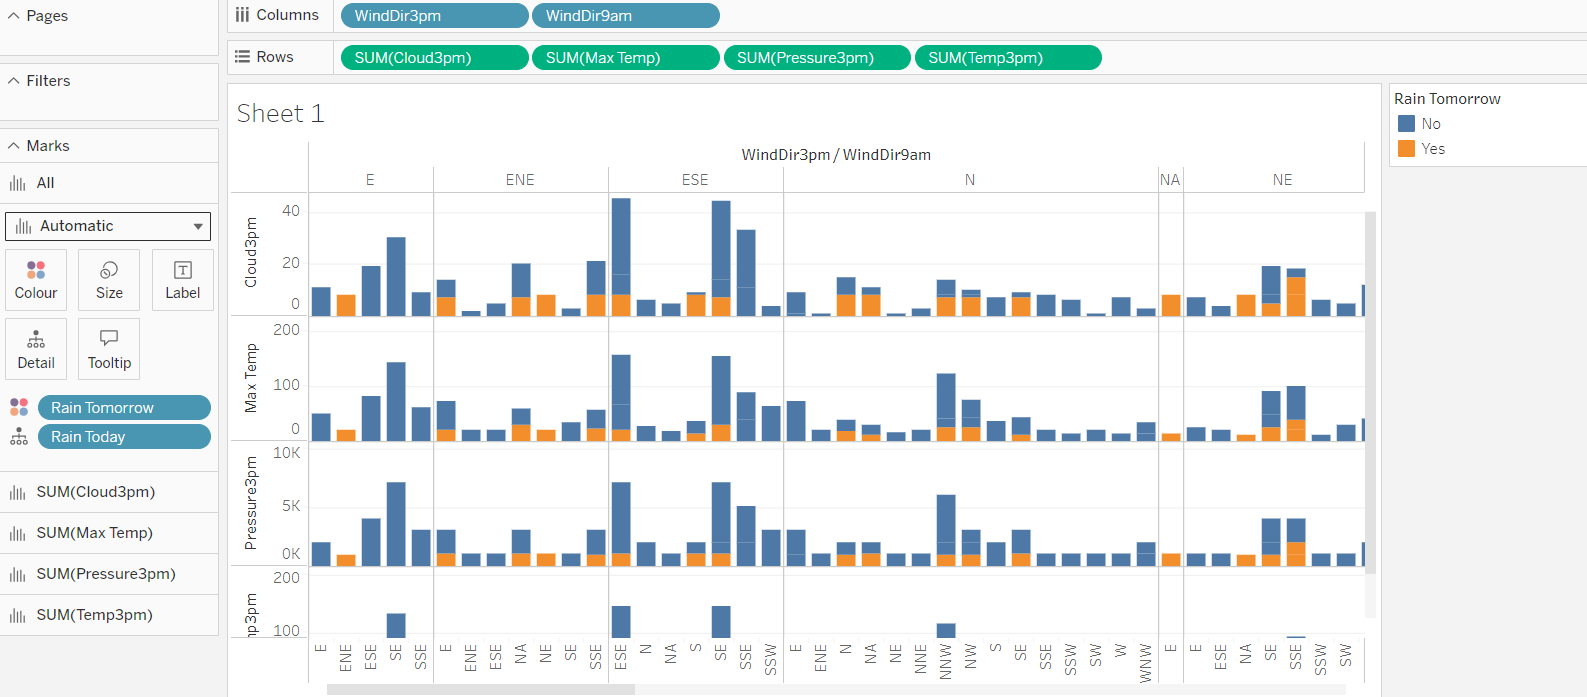 Pages
Columns WindDir3pm WindDir9am
Rows SUM(Cloud3pm) SUM(Max Temp) SUM(Pressure3pm) SUM(Temp3pm)
Filters
Marks
All
Automatic
Colour Size Label
Detail Tooltip
Rain Tomorrow
Rain Today
SUM(Cloud3pm)
SUM(Max Temp)
SUM(Pressure3pm)
SUM(Temp3pm)
Sheet 1
WindDir3pm / WindDir9am
E ENE ESE N NA NE
Cloud3pm
40
20
0
Max Temp
200
100
0
Pressure3pm
10K
5K
0K
np3pm
200
100
E ENE ESE SE SSE E ENE ESE NA NE SE SSE ESE N NA S SE SSE SSW E ENE N NA NE NNE NNW NW S SE SSE SSW SW W WNW E E ESE NA SE SSE SSW SW
Rain Tomorrow
No
Yes